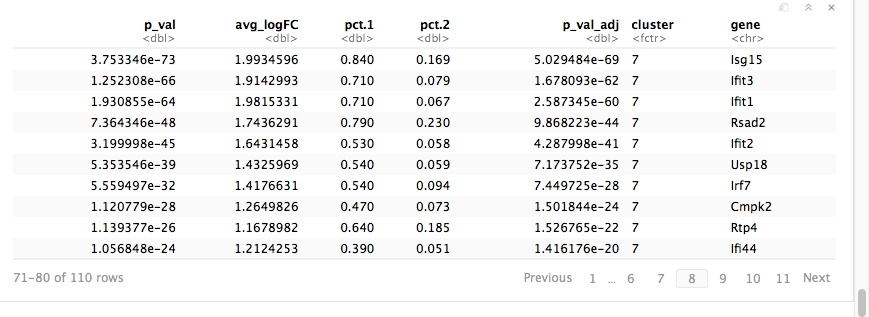 p_val avg_logFC pct.1 pct.2 p_val_adj cluster gene
<dbl> <dbl> <dbl> <dbl> <dbl> <fctr> <chr>
3.753346e-73 1.9934596 0.840 0.169 5.029484e-69 7 Isg15
1.252308e-66 1.9142993 0.710 0.079 1.678093e-62 7 Ifit3
1.930855e-64 1.9815331 0.710 0.067 2.587345e-60 7 Ifit1
7.364346e-48 1.7436291 0.790 0.230 9.868223e-44 7 Rsad2
3.199998e-45 1.6431458 0.530 0.058 4.287998e-41 7 Ifit2
5.353546e-39 1.4325969 0.540 0.059 7.173752e-35 7 Usp18
5.559497e-32 1.4176631 0.540 0.094 7.449725e-28 7 Irf7
1.120779e-28 1.2649826 0.470 0.073 1.501844e-24 7 Cmpk2
1.139377e-26 1.1678982 0.640 0.185 1.526765e-22 7 Rtp4
1.056848e-24 1.2124253 0.390 0.051 1.416176e-20 7 Ifi44
71-80 of 110 rows Previous 1 ... 6 7 8 9 10 11 Next